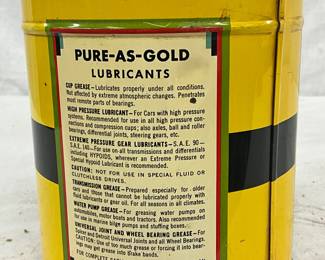 PURE-AS-GOLD
LUBRICANTS
CUP GREASE—Lubricates properly under all conditions.
Not affected by extreme atmospheric changes. Penetrates
most remote parts of bearings.
HIGH PRESSURE LUBRICANT—For Cars with high pressure
systems. Recommended for use in all high pressure con-
nections and compression cups; also axles, ball and roller
bearings, differential joints, steering gears, etc.
EXTREME PRESSURE GEAR LUBRICANTS—S.A.E. 90—
S.A.E. 140—For use on all transmissions and differentials
including HYPOIDS, wherever an Extreme Pressure or
Special Hypoid Lubricant is recommended.
CAUTION: NOT FOR USE IN SPECIAL FLUID OR
CLUTCHLESS DRIVES.
TRANSMISSION GREASE—Prepared especially for older
cars and those that cannot be lubricated properly with
fluid lubricants or gear oil. For all seasons in all climates.
WATER PUMP GREASE—For greasing water pumps on
automobiles, motor boats and tractors. Also recommended
for use in marine bilge pumps and stuffing boxes.
UNIVERSAL JOINT AND WHEEL BEARING GREASE—For
and Detroit Universal Joints and all Wheel Bearings.
CAUTION: Use of too much grease or forcing it into bear-
ings may get grease into Brake bands.
FOR COMPLETE